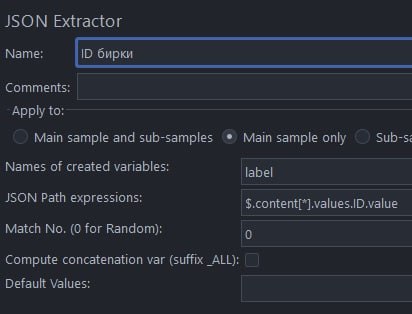 JSON Extractor
Name: ID бирки
Comments:
Apply to:
Main sample and sub-samples Main sample only Sub-sa
Names of created variables: label
JSON Path expressions: $.content[*].values.ID.value
Match No. (0 for Random): 0
Compute concatenation var (suffix _ALL):
Default Values: